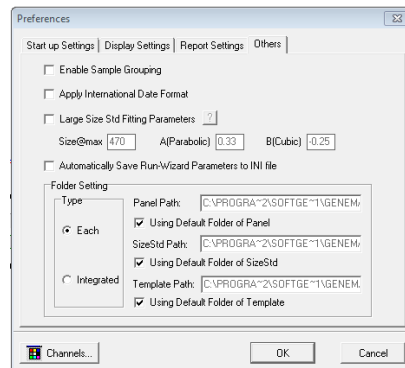 Preferences
Start up Settings Display Settings Report Settings Others
Enable Sample Grouping
Apply International Date Format
Large Size Std Fitting Parameters ?
Size@max 470 A(Parabolic) 0.33 B(Cubic) -0.25
Automatically Save Run-Wizard Parameters to INI file
Folder Setting
Type
Panel Path: C:\PROGRA~2\SOFTGE~1\GENEM
Using Default Folder of Panel
Each
SizeStd Path: C:\PROGRA~2\SOFTGE~1\GENEM
Using Default Folder of SizeStd
Integrated
Template Path: C:\PROGRA~2\SOFTGE~1\GENEM
Using Default Folder of Template
Channels... OK Cancel